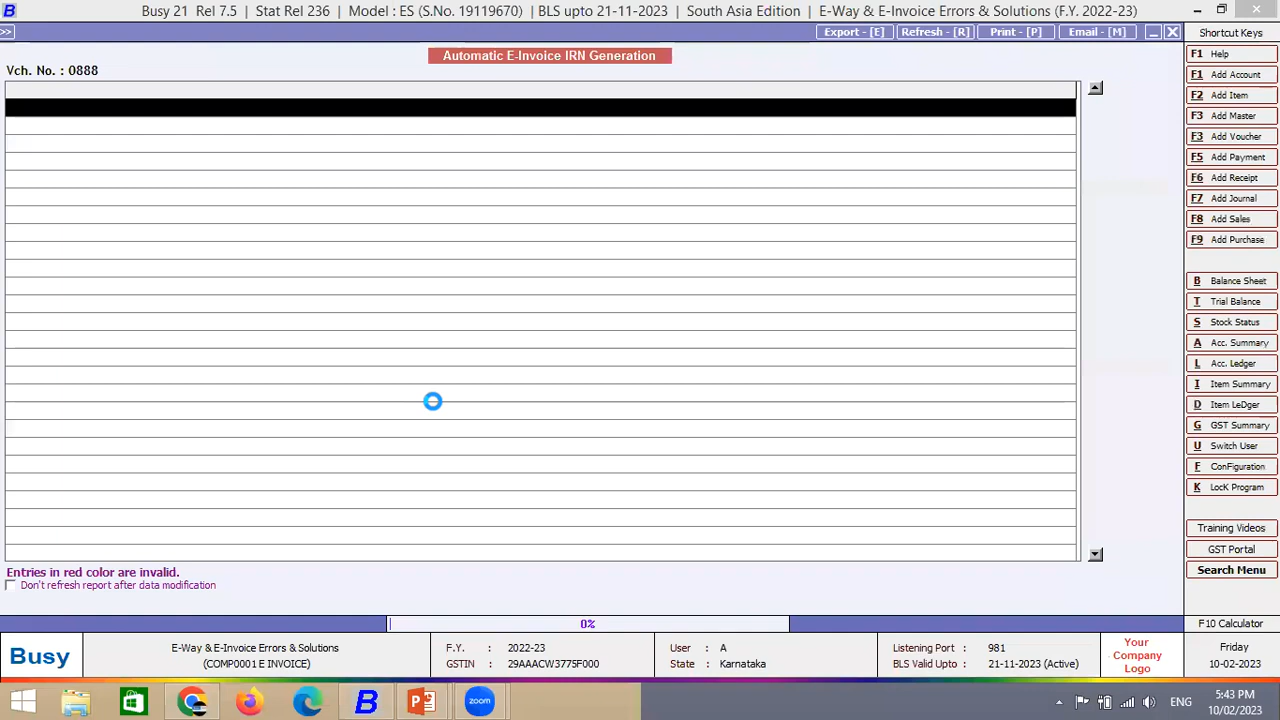 Busy 21 Rel 7.5 | Stat Rel 236 | Model : ES (S.No. 19119670) | BLS upto 21-11-2023 | South Asia Edition | E-Way & E-Invoice Errors & Solutions (F.Y. 2022-23)
>> Export - [E] Refresh - [R] Print - [P] Email - [M]
Shortcut Keys
Automatic E-Invoice IRN Generation
Vch. No. : 0888
F1 Help
F1 Add Account
F2 Add Item
F3 Add Master
F3 Add Voucher
F5 Add Payment
F6 Add Receipt
F7 Add Journal
F8 Add Sales
F9 Add Purchase
B Balance Sheet
T Trial Balance
S Stock Status
A Acc. Summary
L Acc. Ledger
I Item Summary
D Item LeDger
G GST Summary
U Switch User
F ConFiguration
K LocK Program
Training Videos
GST Portal
Search Menu
Entries in red color are invalid.
Don't refresh report after data modification
0%
F10 Calculator
Busy
E-Way & E-Invoice Errors & Solutions
(COMP0001 E INVOICE)
F.Y. : 2022-23
GSTIN : 29AAACW3775F000
User : A
State : Karnataka
Listening Port : 981
BLS Valid Upto : 21-11-2023 (Active)
Your
Company
Logo
Friday
10-02-2023
zoom
ENG
5:43 PM
10/02/2023